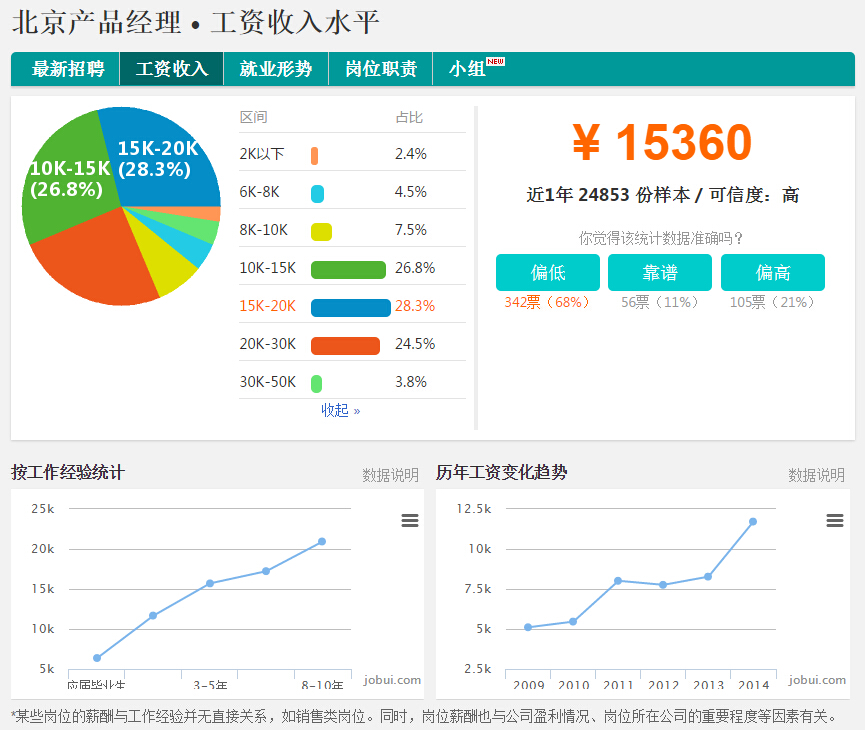 北京产品经理 • 工资收入水平
最新招聘 工资收入 就业形势 岗位职责 小组 NEW
15K-20K
(28.3%)
10K-15K
(26.8%)
区间 占比
2K以下 2.4%
6K-8K 4.5%
8K-10K 7.5%
10K-15K 26.8%
15K-20K 28.3%
20K-30K 24.5%
30K-50K 3.8%
收起 »
¥ 15360
近1年 24853 份样本 / 可信度：高
你觉得该统计数据准确吗？
偏低 靠谱 偏高
342票（68%） 56票（11%） 105票（21%）
按工作经验统计 数据说明
25k
20k
15k
10k
5k
应届毕业生 3-5年 8-10年
jobui.com
历年工资变化趋势 数据说明
12.5k
10k
7.5k
5k
2.5k
2009 2010 2011 2012 2013 2014
jobui.com
*某些岗位的薪酬与工作经验并无直接关系，如销售类岗位。同时，岗位薪酬也与公司盈利情况、岗位所在公司的重要程度等因素有关。